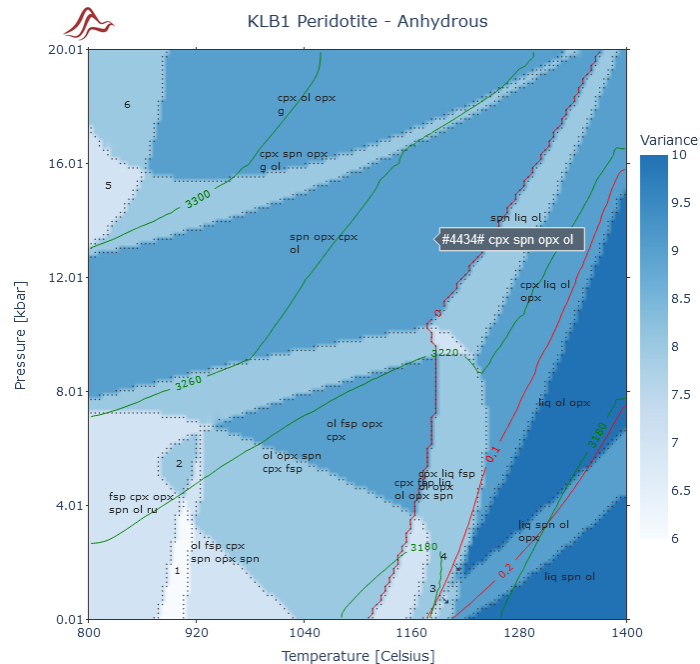 KLB1 Peridotite - Anhydrous
20.01
16.01
12.01
8.01
4.01
0.01
Pressure [kbar]
800
920
1040
1160
1280
1400
Temperature [Celsius]
6
cpx ol opx
g
5
cpx spn opx
g ol
3300
spn liq ol
spn opx cpx
ol
#4434# cpx spn opx ol
cpx liq ol
opx
0
3220
3260
liq ol opx
ol fsp opx
cpx
3180
0.1
2
ol opx spn
cpx fsp
cpx liq fsp
ol opx
cpx fsp liq
ol opx spn
fsp cpx opx
spn ol ru
liq spn ol
opx
ol fsp cpx
spn opx spn
3180
4
1
0.2
liq spn ol
3
Variance
10
9.5
9
8.5
8
7.5
7
6.5
6